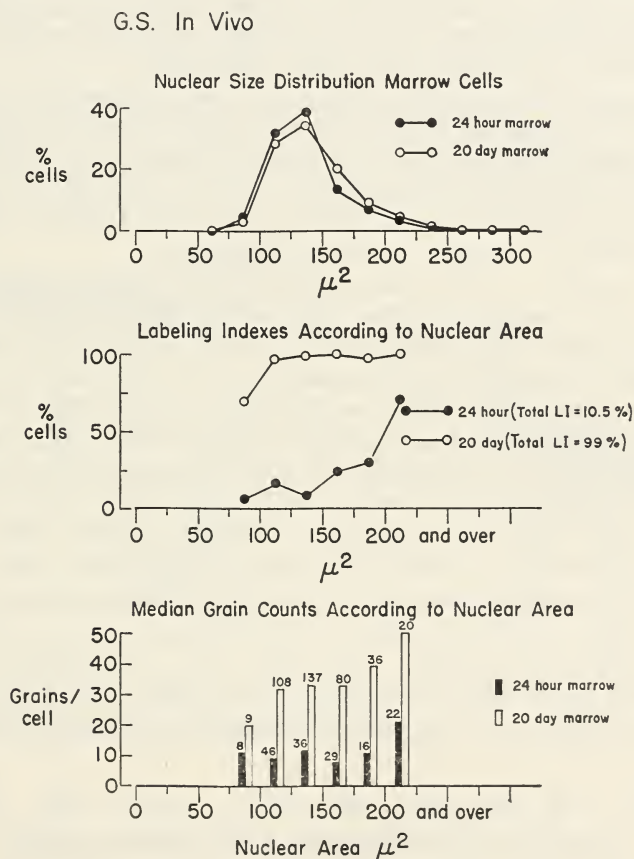 G.S. In Vivo
Nuclear Size Distribution Marrow Cells
40
20
0
%
cells
24 hour marrow
20 day marrow
0 50 100 150 200 250 300
μ²
Labeling Indexes According to Nuclear Area
100
50
0
%
cells
24 hour (Total LI = 10.5 %)
20 day (Total LI = 99 %)
0 50 100 150 200 and over
μ²
Median Grain Counts According to Nuclear Area
50
40
30
20
10
0
Grains/
cell
8 9 46 108 36 137 29 80 16 36 22 20
24 hour marrow
20 day marrow
0 50 100 150 200 and over
Nuclear Area μ²